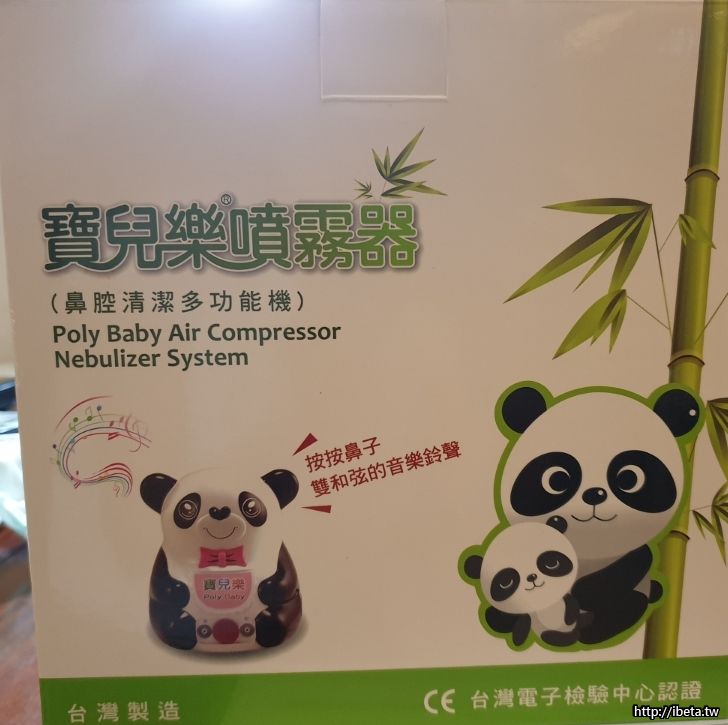 寶兒樂噴霧器®
(鼻腔清潔多功能機)
Poly Baby Air Compressor
Nebulizer System
按按鼻子
雙和弦的音樂鈴聲
寶兒樂
Poly Baby
台灣製造
CE 台灣電子檢驗中心認證
http://ibeta.tw